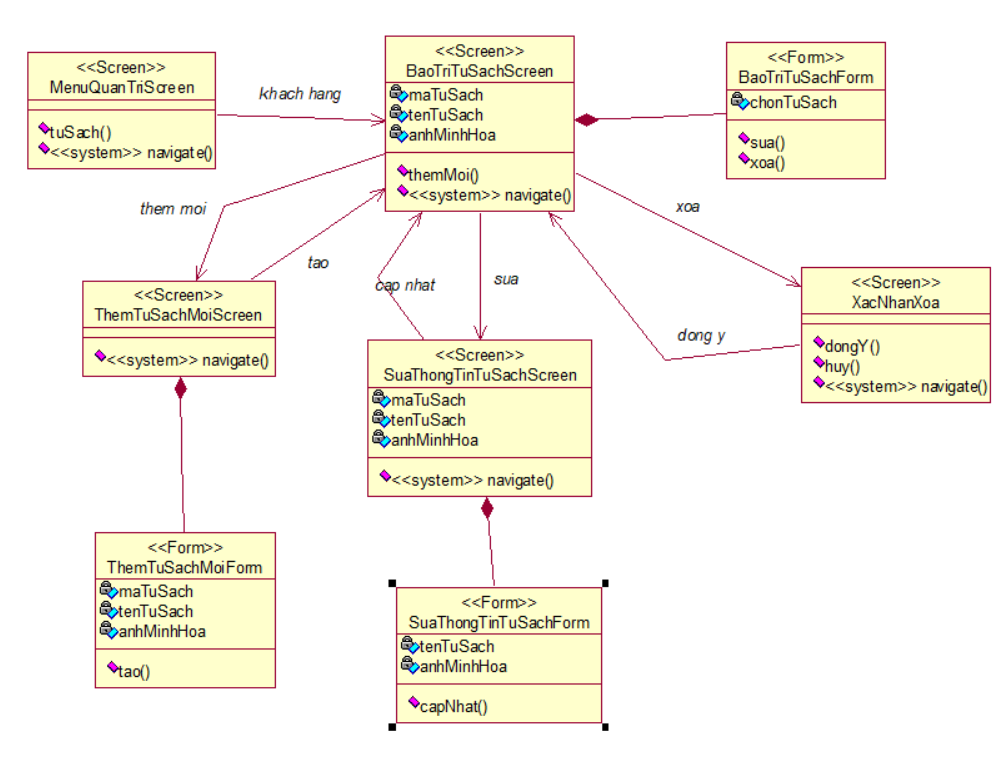 <<Screen>>
MenuQuanTriScreen
tuSach()
<<system>> navigate()
khach hang
<<Screen>>
BaoTriTuSachScreen
maTuSach
tenTuSach
anhMinhHoa
themMoi()
<<system>> navigate()
<<Form>>
BaoTriTuSachForm
chonTuSach
sua()
xoa()
them moi
tao
cap nhat
sua
xoa
dong y
<<Screen>>
ThemTuSachMoiScreen
<<system>> navigate()
<<Screen>>
SuaThongTinTuSachScreen
maTuSach
tenTuSach
anhMinhHoa
<<system>> navigate()
<<Screen>>
XacNhanXoa
dongY()
huy()
<<system>> navigate()
<<Form>>
ThemTuSachMoiForm
maTuSach
tenTuSach
anhMinhHoa
tao()
<<Form>>
SuaThongTinTuSachForm
tenTuSach
anhMinhHoa
capNhat()